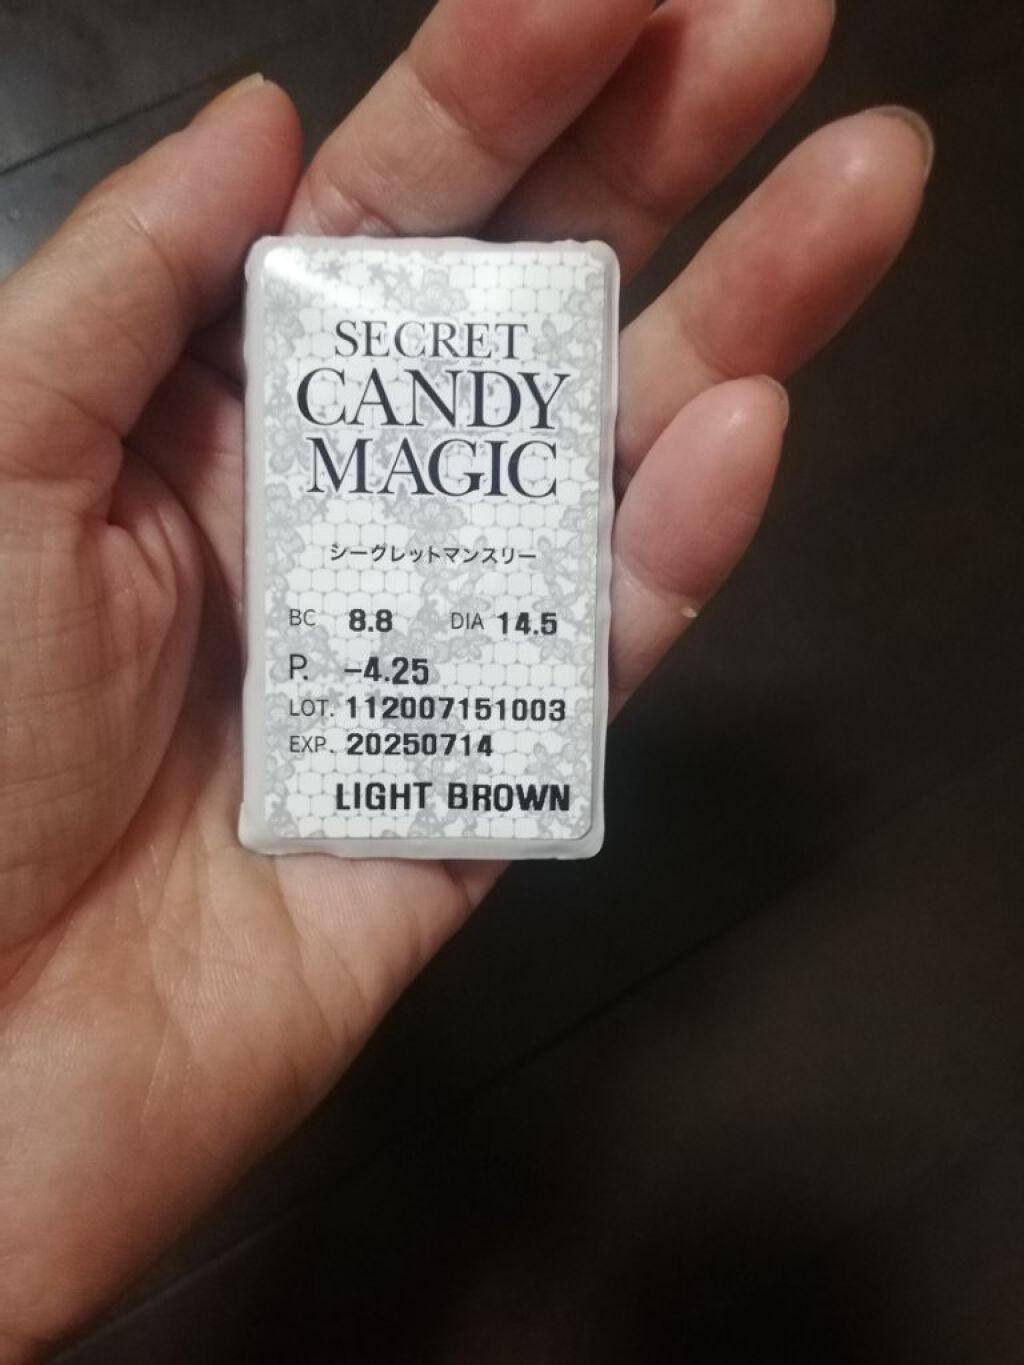 SECRET
CANDY
MAGIC
シークレットマンスリー
BC 8.8 DIA 14.5
P. -4.25
LOT. 112007151003
EXP. 20250714
LIGHT BROWN